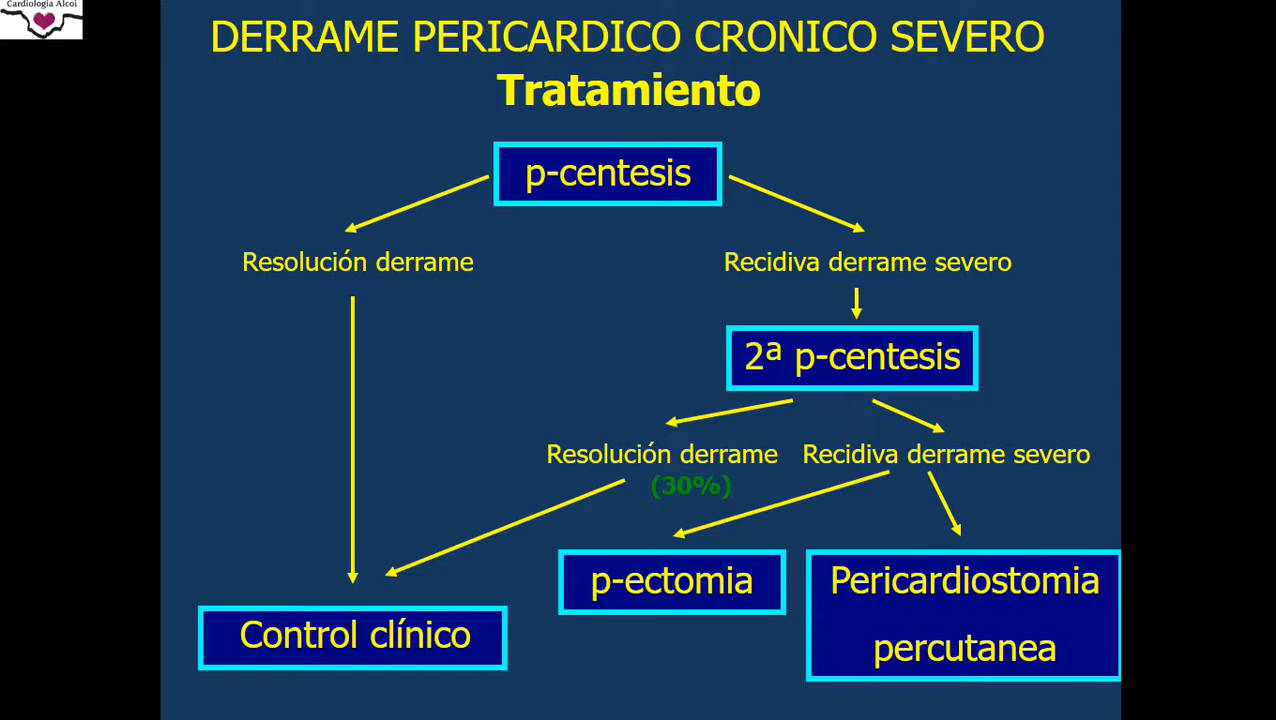 Cardiologia Alcoi
DERRAME PERICARDICO CRONICO SEVERO
Tratamiento
p-centesis
Resolución derrame
Recidiva derrame severo
2ª p-centesis
Resolución derrame
(30%)
Recidiva derrame severo
p-ectomia
Pericardiostomia
percutanea
Control clínico